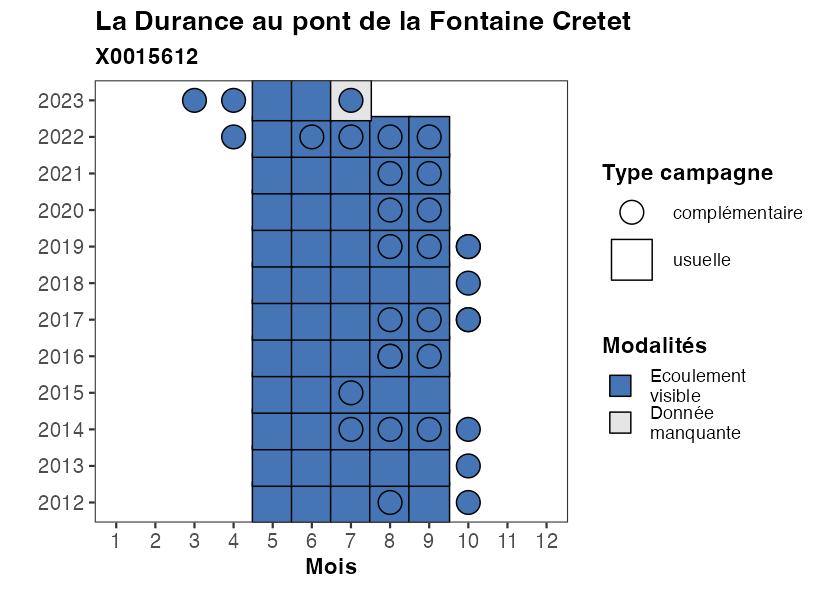 La Durance au pont de la Fontaine Cretet
X0015612
2023
2022
2021
2020
2019
2018
2017
2016
2015
2014
2013
2012
1 2 3 4 5 6 7 8 9 10 11 12
Mois
Type campagne
complémentaire
usuelle
Modalités
Ecoulement
visible
Donnée
manquante